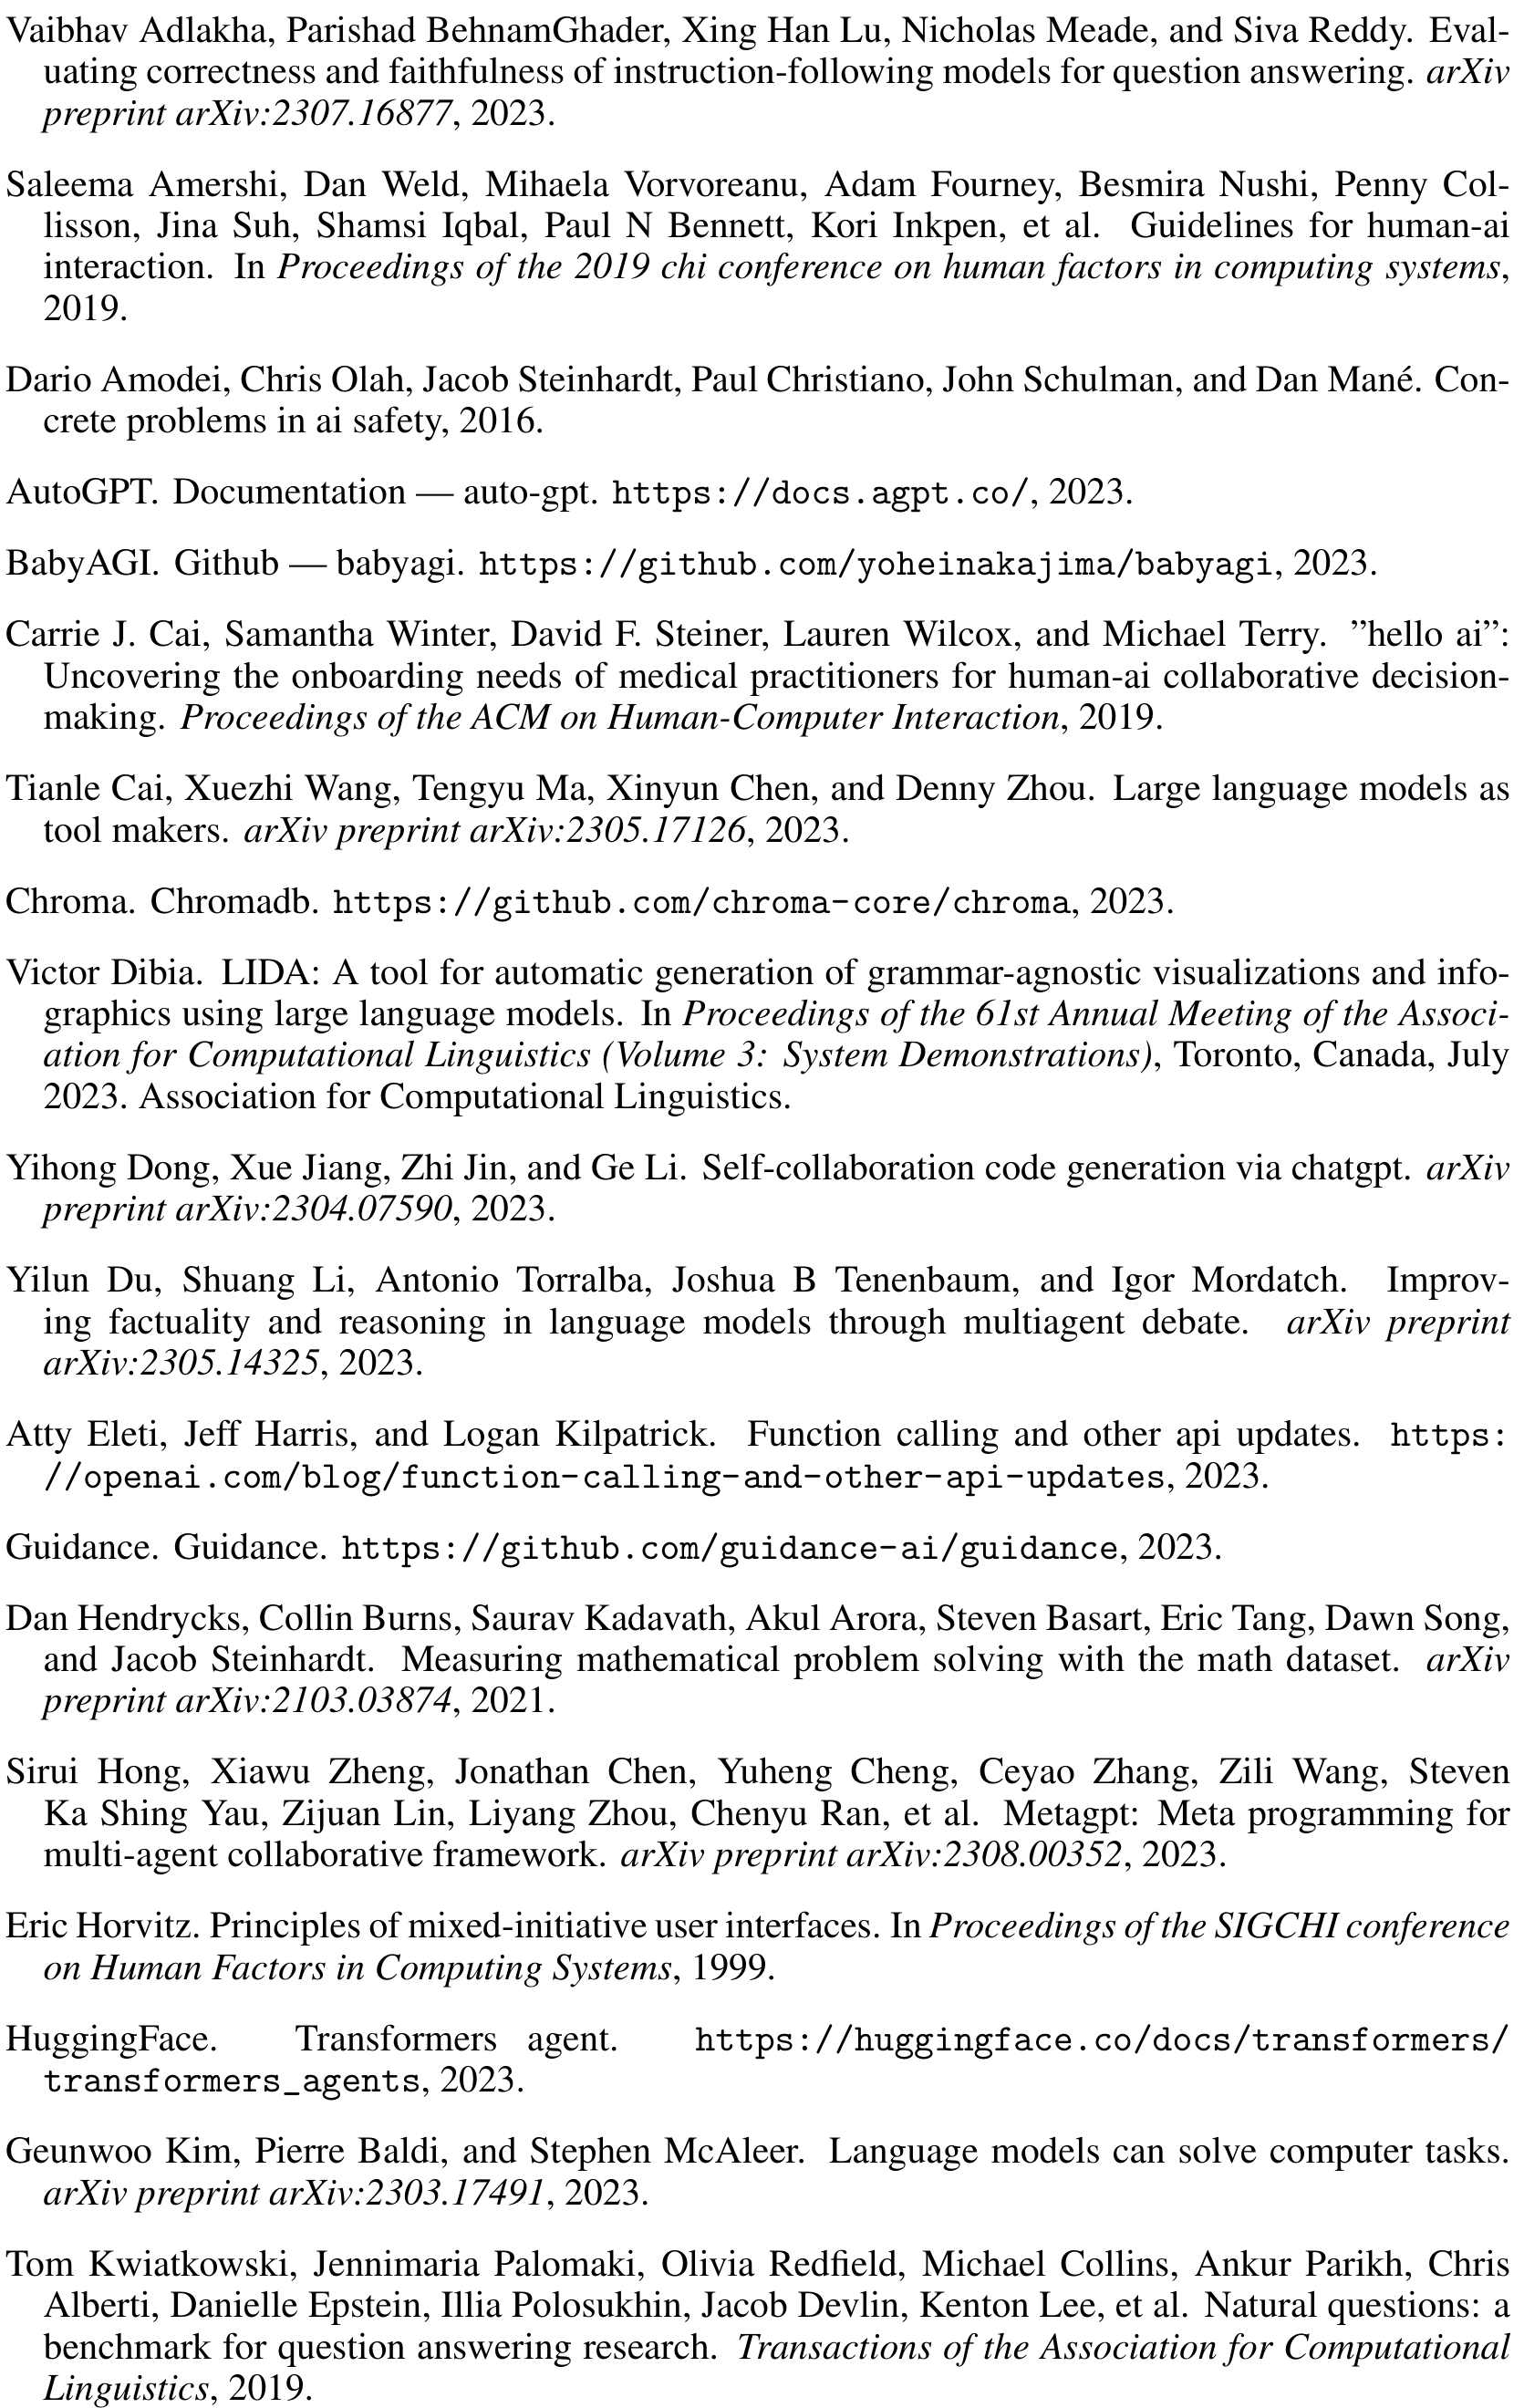 Vaibhav Adlakha, Parishad BehnamGhader, Xing Han Lu, Nicholas Meade, and Siva Reddy. Eval-
uating correctness and faithfulness of instruction-following models for question answering. arXiv
preprint arXiv:2307.16877, 2023.
Saleema Amershi, Dan Weld, Mihaela Vorvoreanu, Adam Fourney, Besmira Nushi, Penny Col-
lisson, Jina Suh, Shamsi Iqbal, Paul N Bennett, Kori Inkpen, et al. Guidelines for human-ai
interaction. In Proceedings of the 2019 chi conference on human factors in computing systems,
2019.
Dario Amodei, Chris Olah, Jacob Steinhardt, Paul Christiano, John Schulman, and Dan Mané. Con-
crete problems in ai safety, 2016.
AutoGPT. Documentation — auto-gpt. https://docs.agpt.co/, 2023.
BabyAGI. Github — babyagi. https://github.com/yoheinakajima/babyagi, 2023.
Carrie J. Cai, Samantha Winter, David F. Steiner, Lauren Wilcox, and Michael Terry. ”hello ai”:
Uncovering the onboarding needs of medical practitioners for human-ai collaborative decision-
making. Proceedings of the ACM on Human-Computer Interaction, 2019.
Tianle Cai, Xuezhi Wang, Tengyu Ma, Xinyun Chen, and Denny Zhou. Large language models as
tool makers. arXiv preprint arXiv:2305.17126, 2023.
Chroma. Chromadb. https://github.com/chroma-core/chroma, 2023.
Victor Dibia. LIDA: A tool for automatic generation of grammar-agnostic visualizations and info-
graphics using large language models. In Proceedings of the 61st Annual Meeting of the Associ-
ation for Computational Linguistics (Volume 3: System Demonstrations), Toronto, Canada, July
2023. Association for Computational Linguistics.
Yihong Dong, Xue Jiang, Zhi Jin, and Ge Li. Self-collaboration code generation via chatgpt. arXiv
preprint arXiv:2304.07590, 2023.
Yilun Du, Shuang Li, Antonio Torralba, Joshua B Tenenbaum, and Igor Mordatch. Improv-
ing factuality and reasoning in language models through multiagent debate. arXiv preprint
arXiv:2305.14325, 2023.
Atty Eleti, Jeff Harris, and Logan Kilpatrick. Function calling and other api updates. https:
//openai.com/blog/function-calling-and-other-api-updates, 2023.
Guidance. Guidance. https://github.com/guidance-ai/guidance, 2023.
Dan Hendrycks, Collin Burns, Saurav Kadavath, Akul Arora, Steven Basart, Eric Tang, Dawn Song,
and Jacob Steinhardt. Measuring mathematical problem solving with the math dataset. arXiv
preprint arXiv:2103.03874, 2021.
Sirui Hong, Xiawu Zheng, Jonathan Chen, Yuheng Cheng, Ceyao Zhang, Zili Wang, Steven
Ka Shing Yau, Zijuan Lin, Liyang Zhou, Chenyu Ran, et al. Metagpt: Meta programming for
multi-agent collaborative framework. arXiv preprint arXiv:2308.00352, 2023.
Eric Horvitz. Principles of mixed-initiative user interfaces. In Proceedings of the SIGCHI conference
on Human Factors in Computing Systems, 1999.
HuggingFace. Transformers agent. https://huggingface.co/docs/transformers/
transformers_agents, 2023.
Geunwoo Kim, Pierre Baldi, and Stephen McAleer. Language models can solve computer tasks.
arXiv preprint arXiv:2303.17491, 2023.
Tom Kwiatkowski, Jennimaria Palomaki, Olivia Redfield, Michael Collins, Ankur Parikh, Chris
Alberti, Danielle Epstein, Illia Polosukhin, Jacob Devlin, Kenton Lee, et al. Natural questions: a
benchmark for question answering research. Transactions of the Association for Computational
Linguistics, 2019.